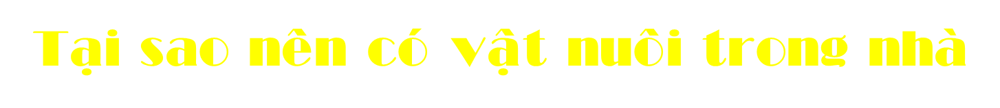 Tại sao nên có vật nuôi trong nhà